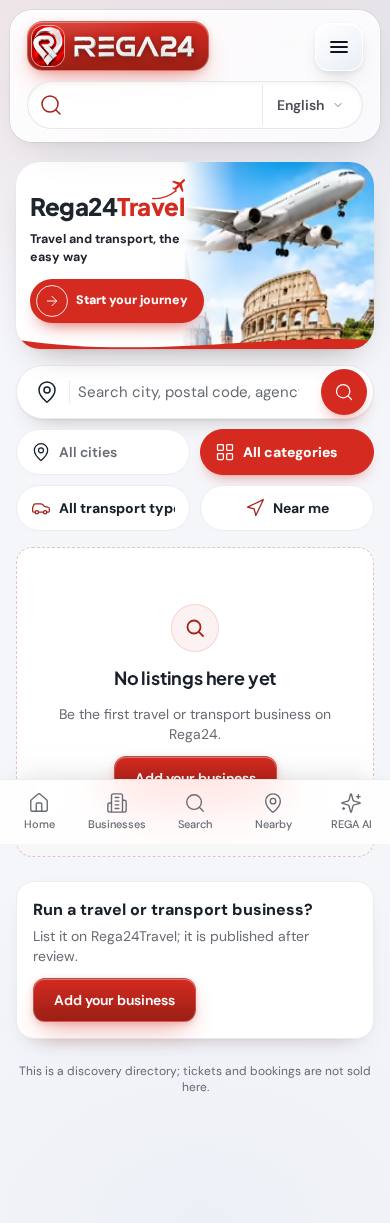 REGA24
English
Rega24Travel
Travel and transport, the
easy way
Start your journey
Search city, postal code, agenc
All cities
All categories
All transport type
Near me
No listings here yet
Be the first travel or transport business on
Rega24.
Add your business
Home
Businesses
Search
Nearby
REGA AI
Run a travel or transport business?
List it on Rega24Travel; it is published after
review.
Add your business
This is a discovery directory; tickets and bookings are not sold
here.